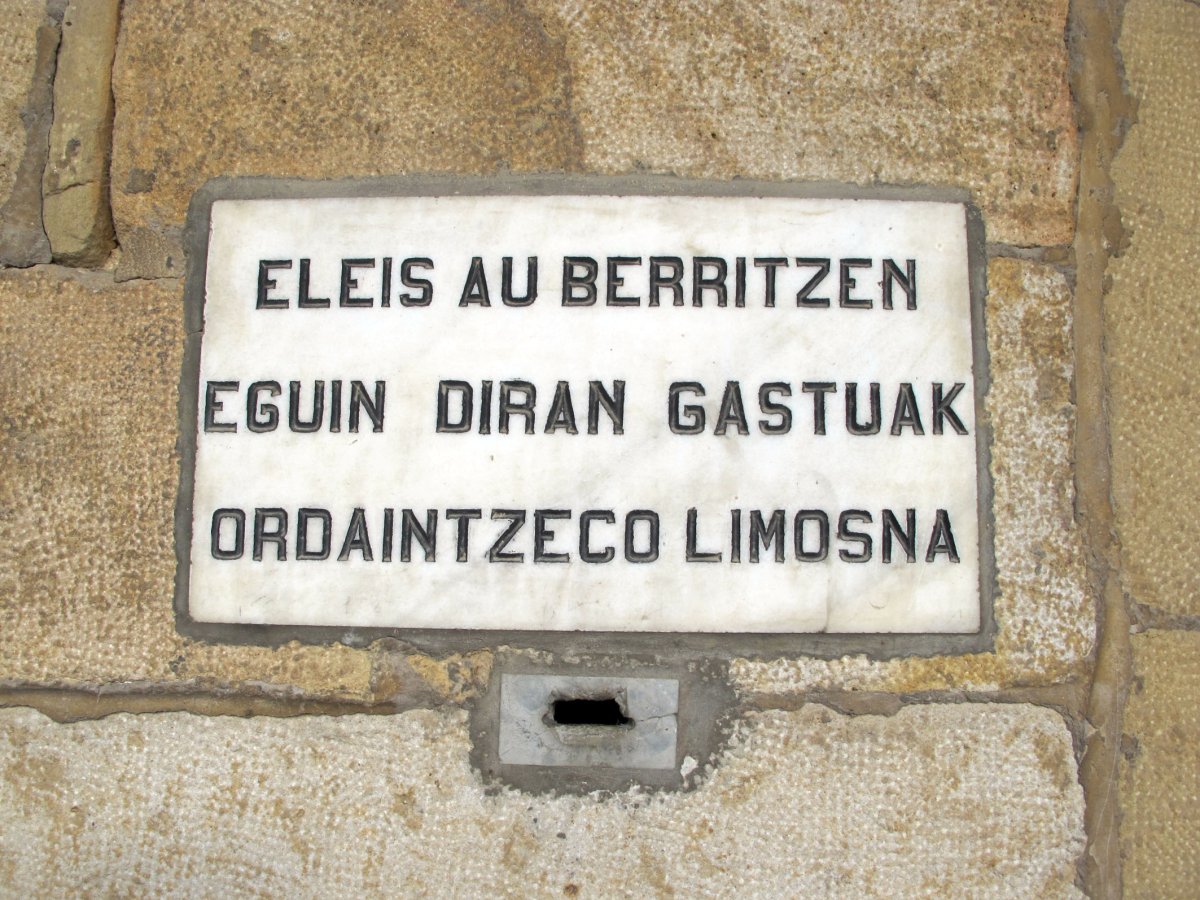 ELEIS AU BERRITZEN
EGUIN DIRAN GASTUAK
ORDAINTZECO LIMOSNA